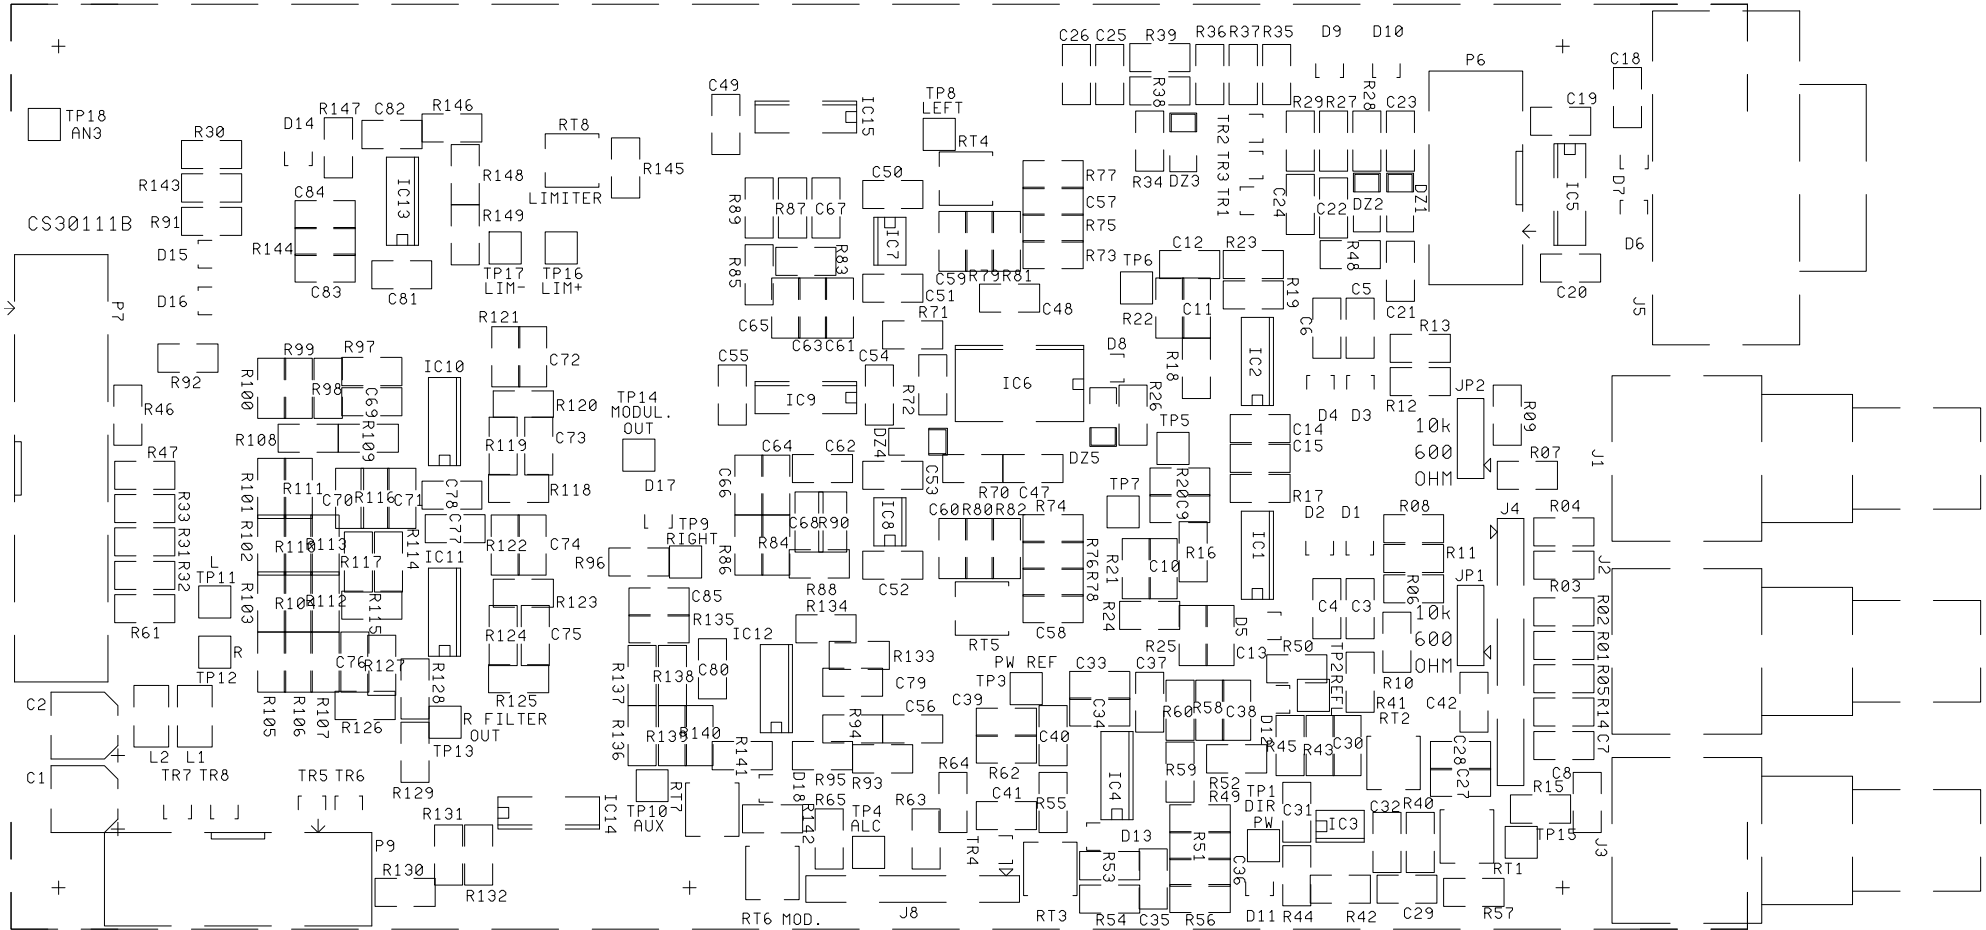 C26 C25 R39 R36 R37 R35 D9 D10
P6 C18
R38 R28
C49 IC15 TP8
LEFT
R29 R27 C23 C19
TP18
AN3
D14 R147 C82 R146 RT8 R145 RT4
TR2 TR3 TR1
R30 R143 R91
C84 IC13 R148 R149 LIMITER
R34 DZ3 C24 C22 DZ2 DZ1 IC5 D7 D6
CS30111B
R89 R87 C67 C50 IC7 R77 C57 R75 R73
R144 D15 D16 C83 C81
TP17
LIM-
TP16
LIM+
R85 R83 C51 C59 R79 R81 C48
TP6 C12 R23 R48 R19 C20 J5
P7 R121 C72 C65 C63 C61 R71
R22 C11 C6 C5 C21 R13
R92 R99 R97 R100 R98 C69 IC10
C55 C54 IC9 R72 IC6 D8 R18 IC2
R26 D4 D3 R12 JP2 R09
R46 R108 R109 R120 R119 C73
TP14
MODUL.
OUT
DZ4 DZ5 TP5 C14 C15
10k
600
OHM
R07 J1
R47 R101 R111 C70 R116 C71 C78 R118
C64 C62 C66 C53 R70 C47 R20 C9 R17
D17 TP7
R33 R31 R32 R102 R110 R113 C77
TP9
RIGHT
C68 R90 IC8 C60 R80 R82 R74
D2 D1 R08 J4 R04
R61 L
TP11
R117 R114 IC11 R122 C74 R96 R86 R84 R88 C52
R76 R78 R21 C10 R16 IC1 R11 R06 JP1 J2 R03
R103 R104 R112 R115 R123 C85 R135 R134
RT5 C58 R24 C4 C3
10k
600
OHM
R
TP12
R124 C75 IC12 R133
R25 D5 C13 R50 R10
R02 R01 R05 R14 C7
C76 R127 R128 R125 R137 R138 C80 C79
PW REF
TP3
C33 C37 TP2 REF R41 C42
C2 L2 L1 R105 R106 R107 R126
R FILTER
OUT
TP13
R136 R139 R140 R141 R94 C56 C39
C34 C40 R60 R58 C38 D12 R45 R43 C30 RT2
C1 TR7 TR8 TR5 TR6 R129
D18 R95 R93 R64 R62 C41 R55 IC4 R59
R52 R49 C28 C27 C8 R15
R131 IC14
TP10
AUX
RT7 R142 R65
TP4
ALC
R63
TP1
DIR
PW
C31 IC3 C32 R40 TP15
P9 R130 R132 TR4 R53 D13 R51 C36 RT1 J3
RT6 MOD. J8 RT3 R54 C35 R56 D11 R44 R42 C29 R57